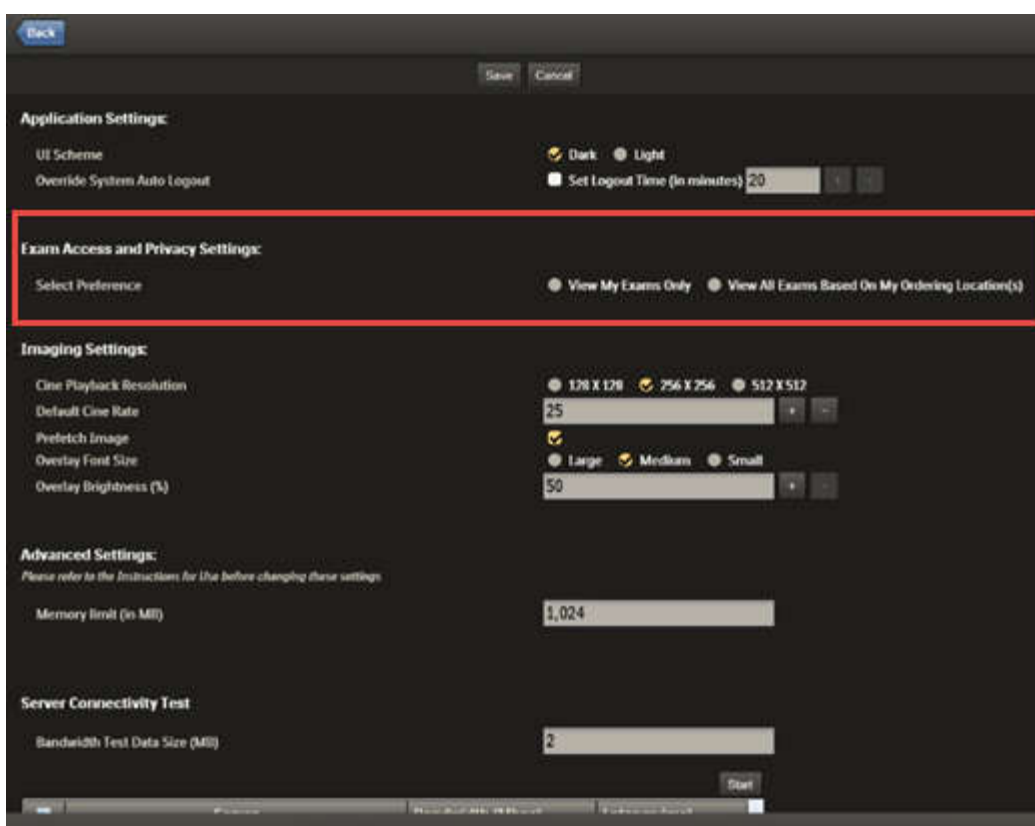 Back
Save Cancel
Application Settings:
UI Scheme Dark Light
Override System Auto Logout Set Logout Time (in minutes) 20
Exam Access and Privacy Settings:
Select Preference View My Exams Only View All Exams Based On My Ordering Location(s)
Imaging Settings:
Cine Playback Resolution 128 X 128 256 X 256 512 X 512
Default Cine Rate 25 + -
Prefetch Image
Overlay Font Size Large Medium Small
Overlay Brightness (%) 50 + -
Advanced Settings:
Please refer to the Instructions for Use before changing these settings
Memory limit (in MB) 1,024
Server Connectivity Test
Bandwidth Test Data Size (MB) 2
Start